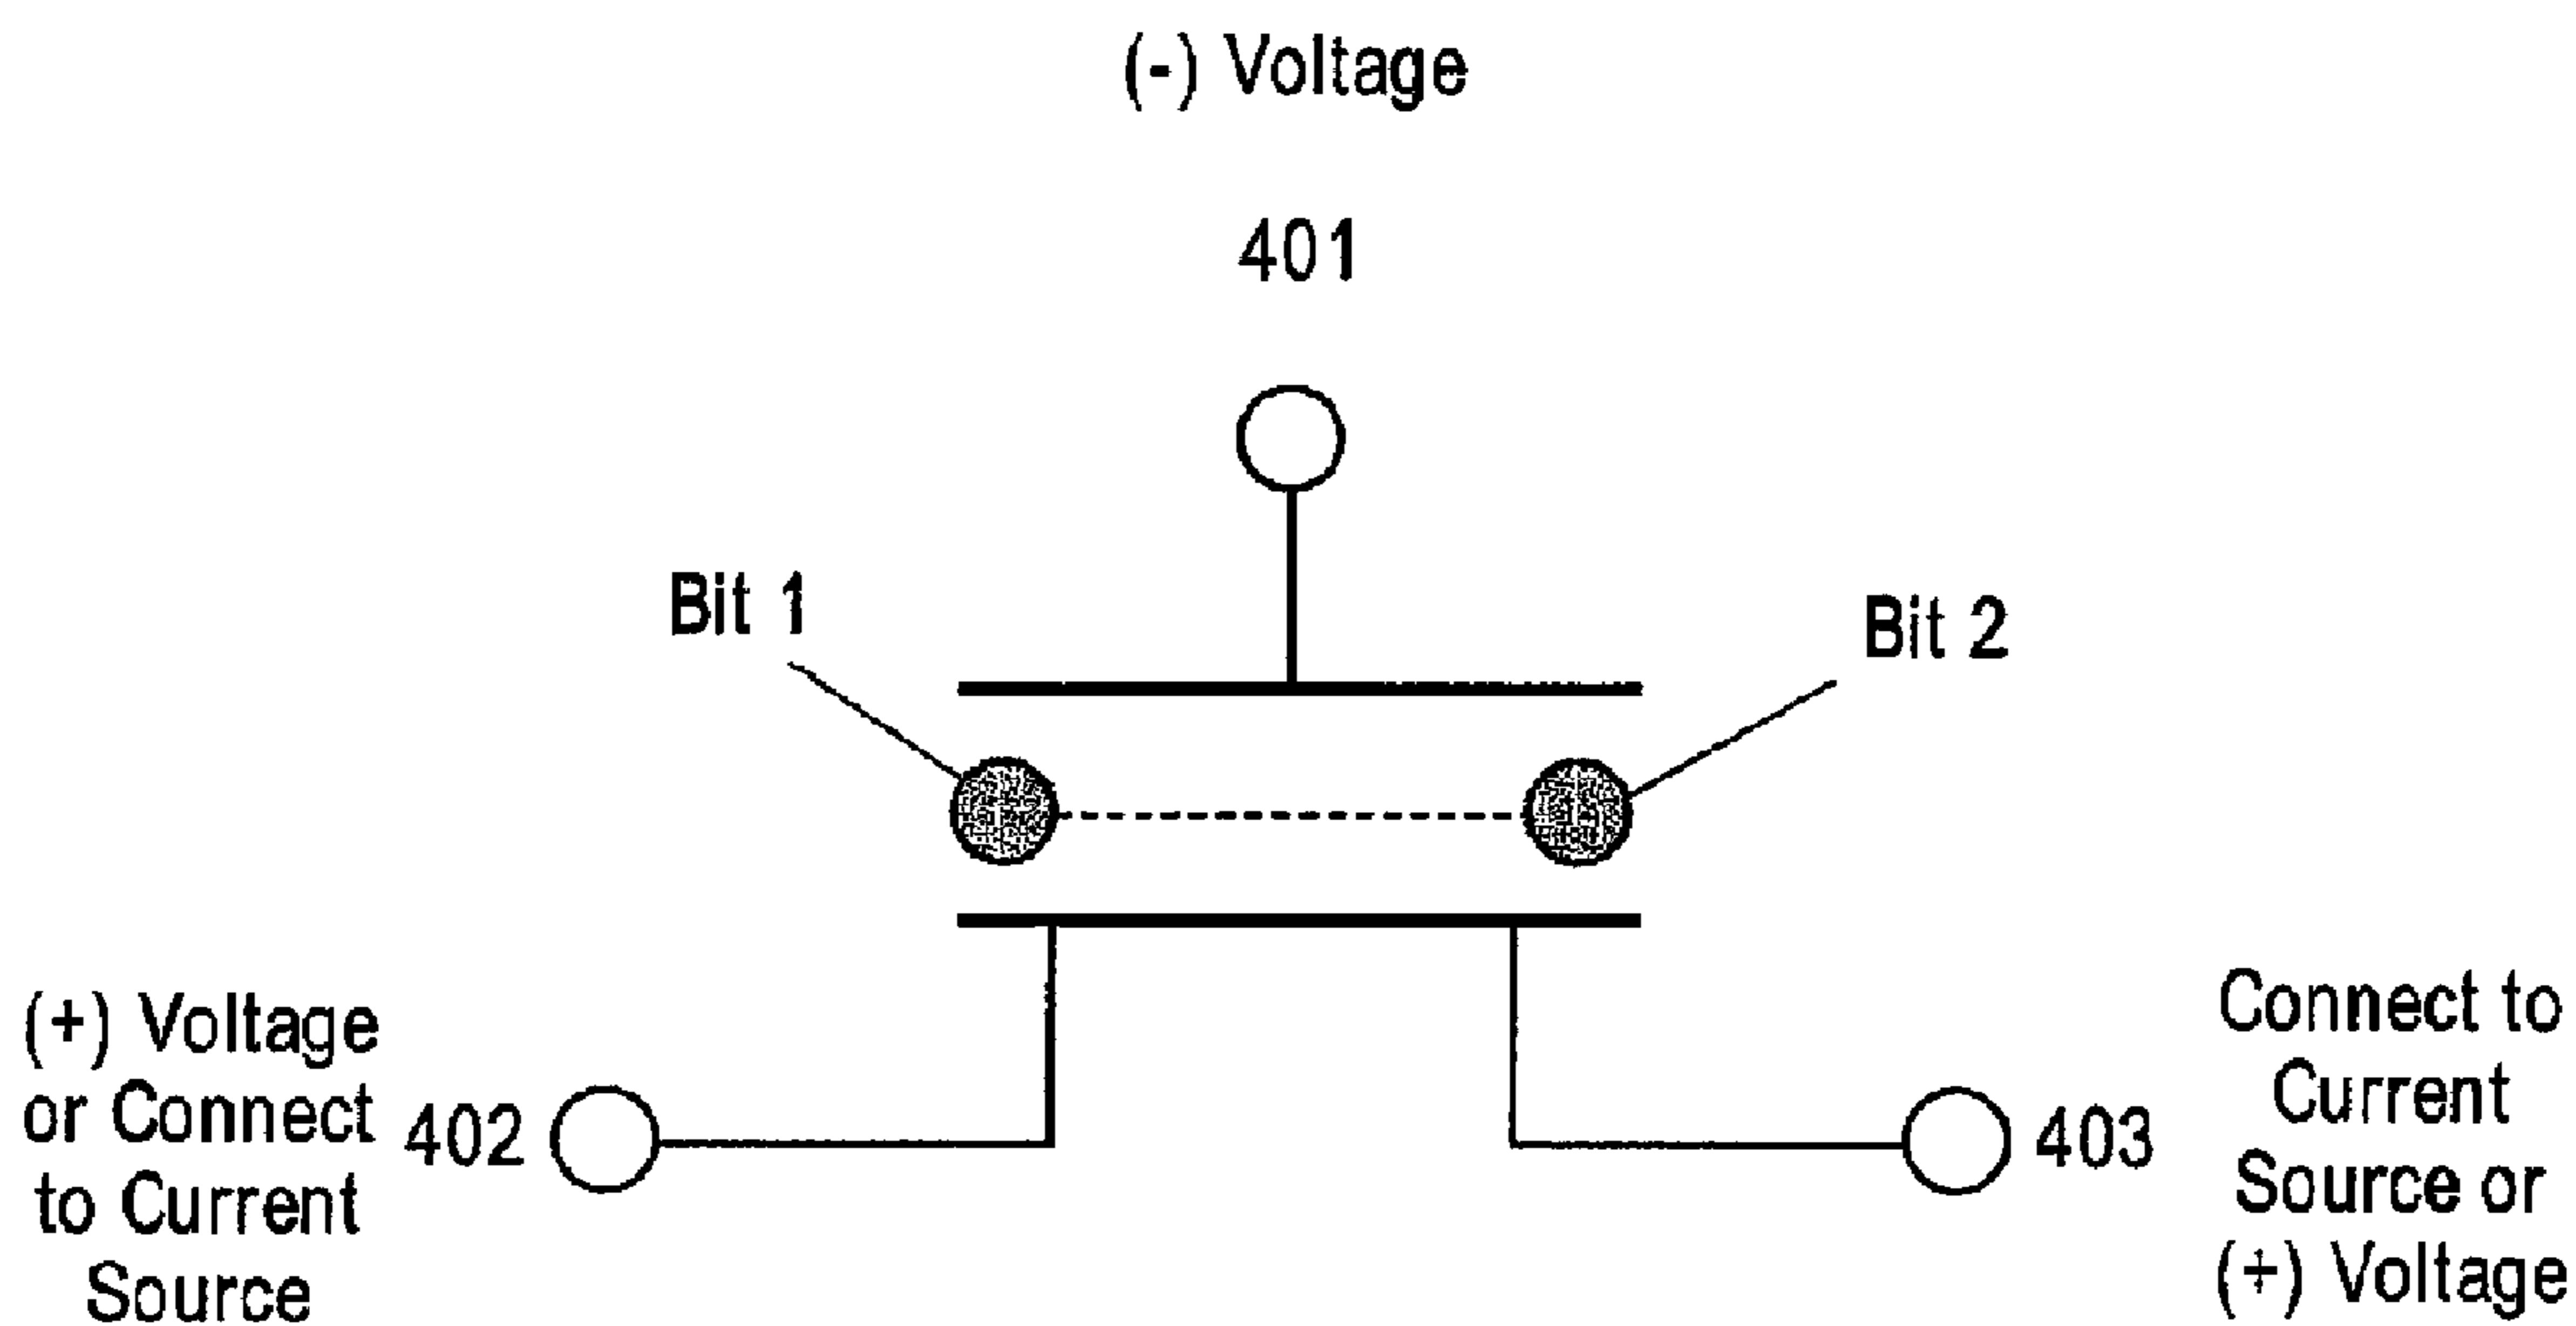 (-) Voltage
401
Bit 1
Bit 2
(+) Voltage
or Connect
to Current
Source
402
403
Connect to
Current
Source or
(+) Voltage